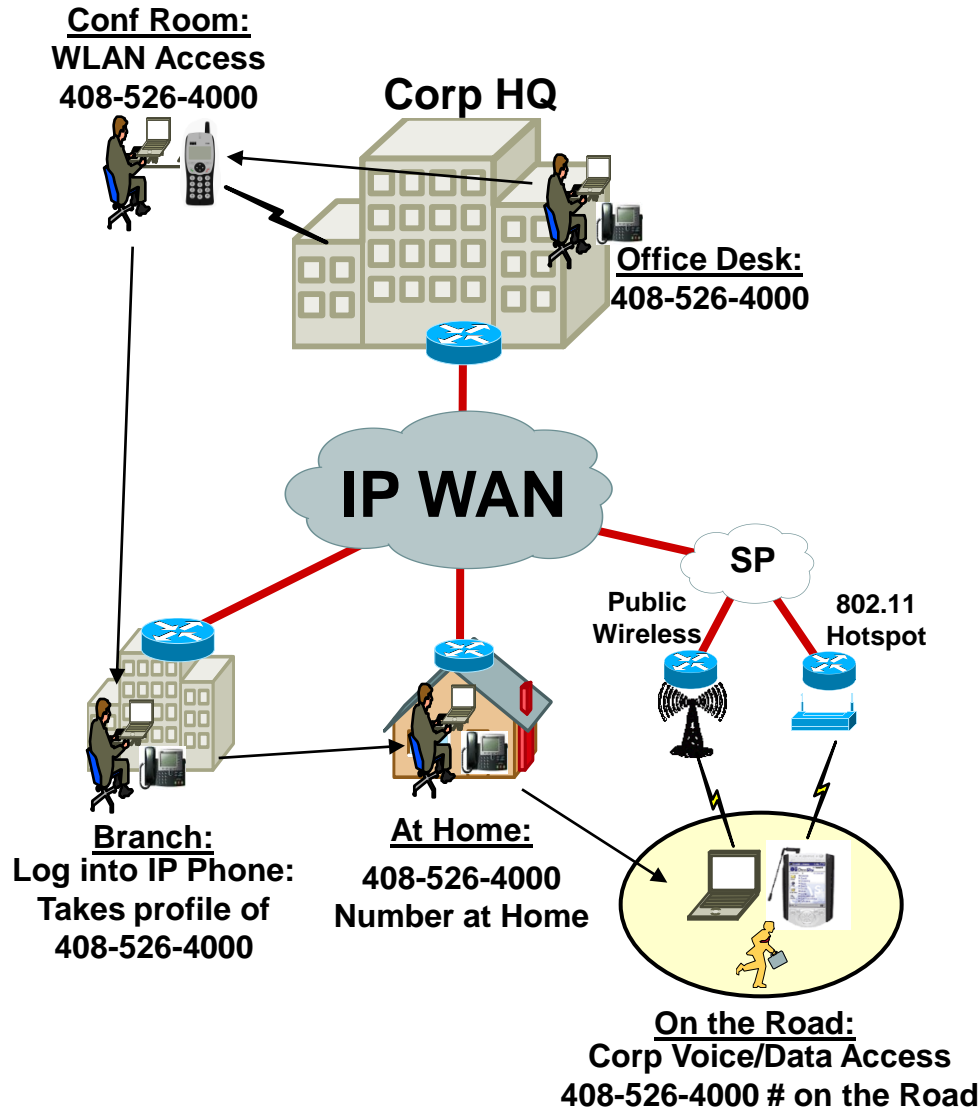 Conf Room:
WLAN Access
408-526-4000
Corp HQ
Office Desk:
408-526-4000
IP WAN
SP
Public
Wireless
802.11
Hotspot
Branch:
Log into IP Phone:
Takes profile of
408-526-4000
At Home:
408-526-4000
Number at Home
On the Road:
Corp Voice/Data Access
408-526-4000 # on the Road